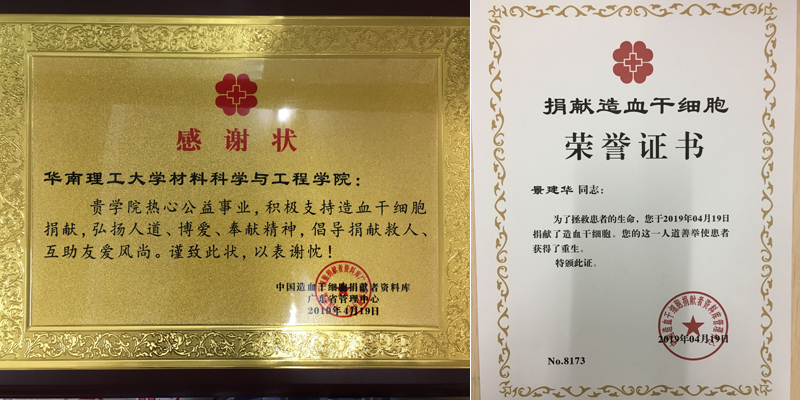 感谢状
华南理工大学材料科学与工程学院：
贵学院热心公益事业，积极支持造血干细胞
捐献，弘扬人道、博爱、奉献精神，倡导捐献救人、
互助友爱风尚。谨致此状，以表谢忱！
中国造血干细胞捐献者资料库
广东省管理中心
2019年4月19日
捐献造血干细胞
荣誉证书
景建华 同志：
为了拯救患者的生命，您于2019年04月19日
捐献了造血干细胞。您的这一人道善举使患者
获得了重生。
特颁此证。
2019年04月19日
No.8173